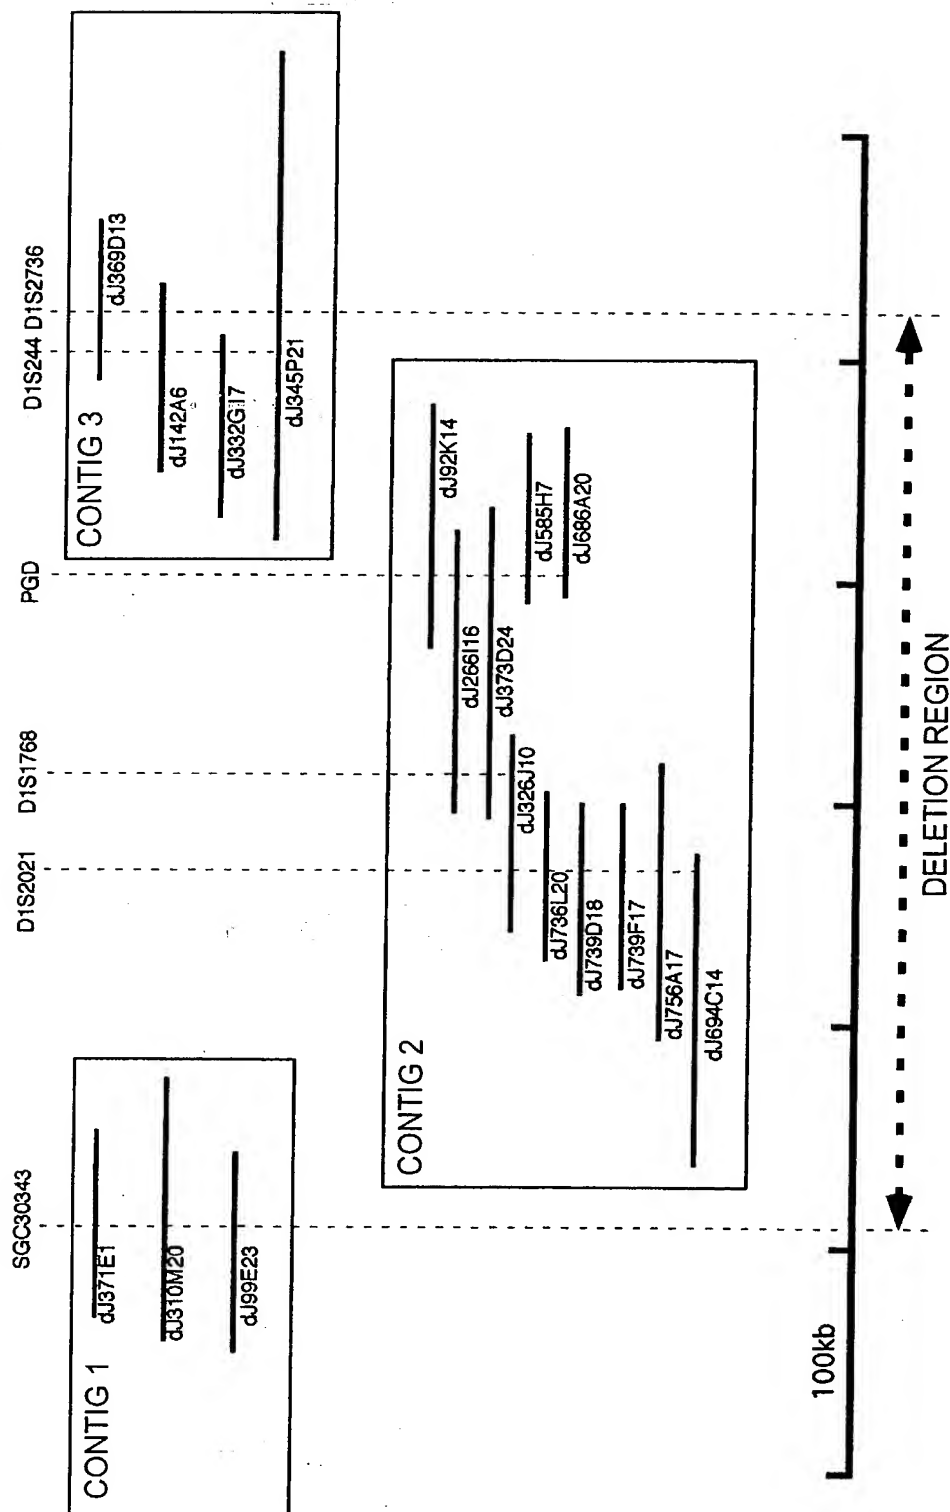 SGC30343
D1S2021
D1S1768
PGD
D1S244
D1S2736
CONTIG 1
dJ371E1
dJ310M20
dJ99E23
CONTIG 3
dJ369D13
dJ142A6
dJ332G17
dJ345P21
CONTIG 2
dJ92K14
dJ266I16
dJ373D24
dJ585H7
dJ686A20
dJ326J10
dJ736L20
dJ739D18
dJ739F17
dJ756A17
dJ694C14
100kb
DELETION REGION